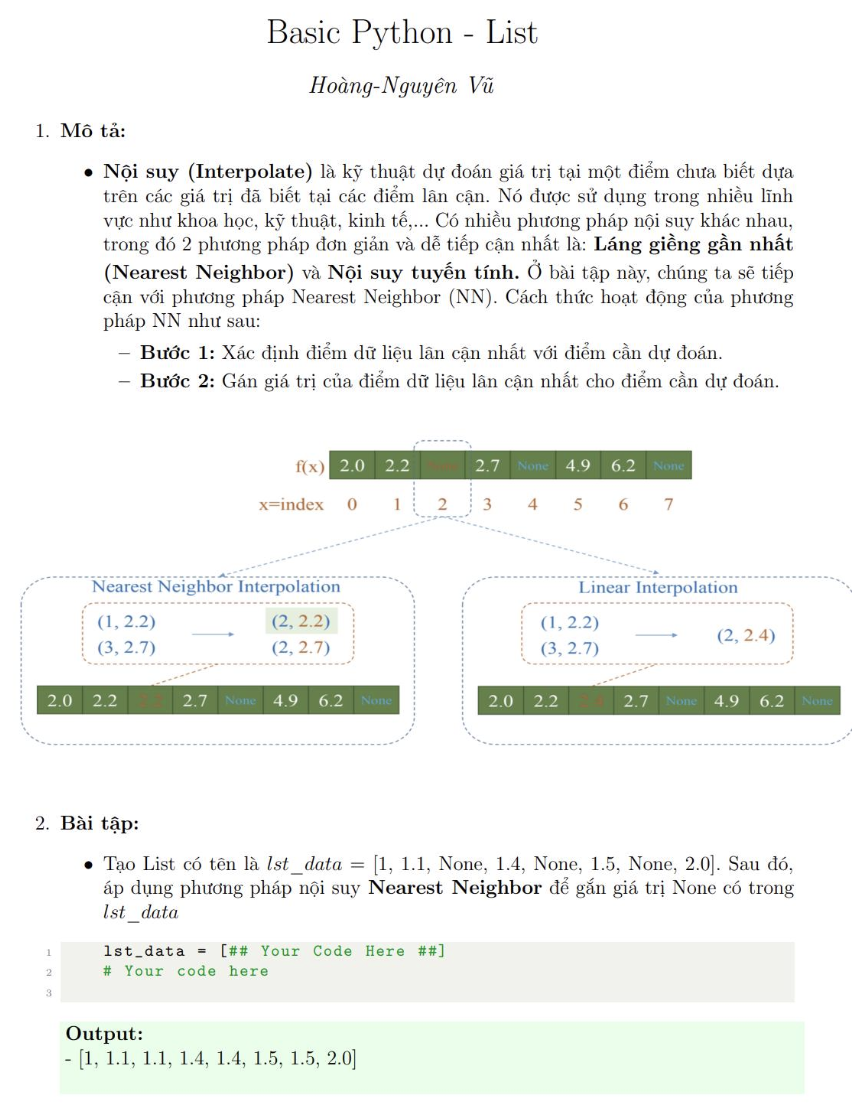 Basic Python - List
Hoàng-Nguyên Vũ
1. Mô tả:
• Nội suy (Interpolate) là kỹ thuật dự đoán giá trị tại một điểm chưa biết dựa
trên các giá trị đã biết tại các điểm lân cận. Nó được sử dụng trong nhiều lĩnh
vực như khoa học, kỹ thuật, kinh tế,... Có nhiều phương pháp nội suy khác nhau,
trong đó 2 phương pháp đơn giản và dễ tiếp cận nhất là: Láng giềng gần nhất
(Nearest Neighbor) và Nội suy tuyến tính. Ở bài tập này, chúng ta sẽ tiếp
cận với phương pháp Nearest Neighbor (NN). Cách thức hoạt động của phương
pháp NN như sau:
– Bước 1: Xác định điểm dữ liệu lân cận nhất với điểm cần dự đoán.
– Bước 2: Gán giá trị của điểm dữ liệu lân cận nhất cho điểm cần dự đoán.
f(x) 2.0 2.2 2.7 None 4.9 6.2 None
x=index 0 1 2 3 4 5 6 7
Nearest Neighbor Interpolation
(1, 2.2) (2, 2.2)
(3, 2.7) (2, 2.7)
2.0 2.2 2.7 None 4.9 6.2 None
Linear Interpolation
(1, 2.2)
(3, 2.7)
(2, 2.4)
2.0 2.2 2.7 None 4.9 6.2 None
2. Bài tập:
• Tạo List có tên là lst_data = [1, 1.1, None, 1.4, None, 1.5, None, 2.0]. Sau đó,
áp dụng phương pháp nội suy Nearest Neighbor để gắn giá trị None có trong
lst_data
1 lst_data = [## Your Code Here ##]
2 # Your code here
3
Output:
- [1, 1.1, 1.1, 1.4, 1.4, 1.5, 1.5, 2.0]